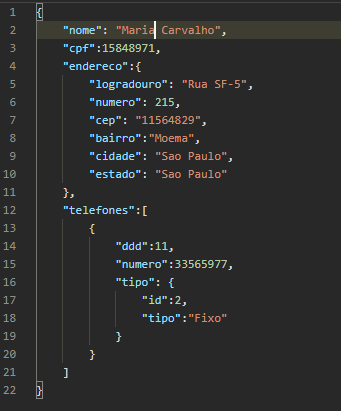 1 {
2 "nome": "Maria Carvalho",
3 "cpf":15848971,
4 "endereco":{
5 "logradouro": "Rua SF-5",
6 "numero": 215,
7 "cep": "11564829",
8 "bairro":"Moema",
9 "cidade": "Sao Paulo",
10 "estado": "Sao Paulo"
11 },
12 "telefones":[
13 {
14 "ddd":11,
15 "numero":33565977,
16 "tipo": {
17 "id":2,
18 "tipo":"Fixo"
19 }
20 }
21 ]
22 }